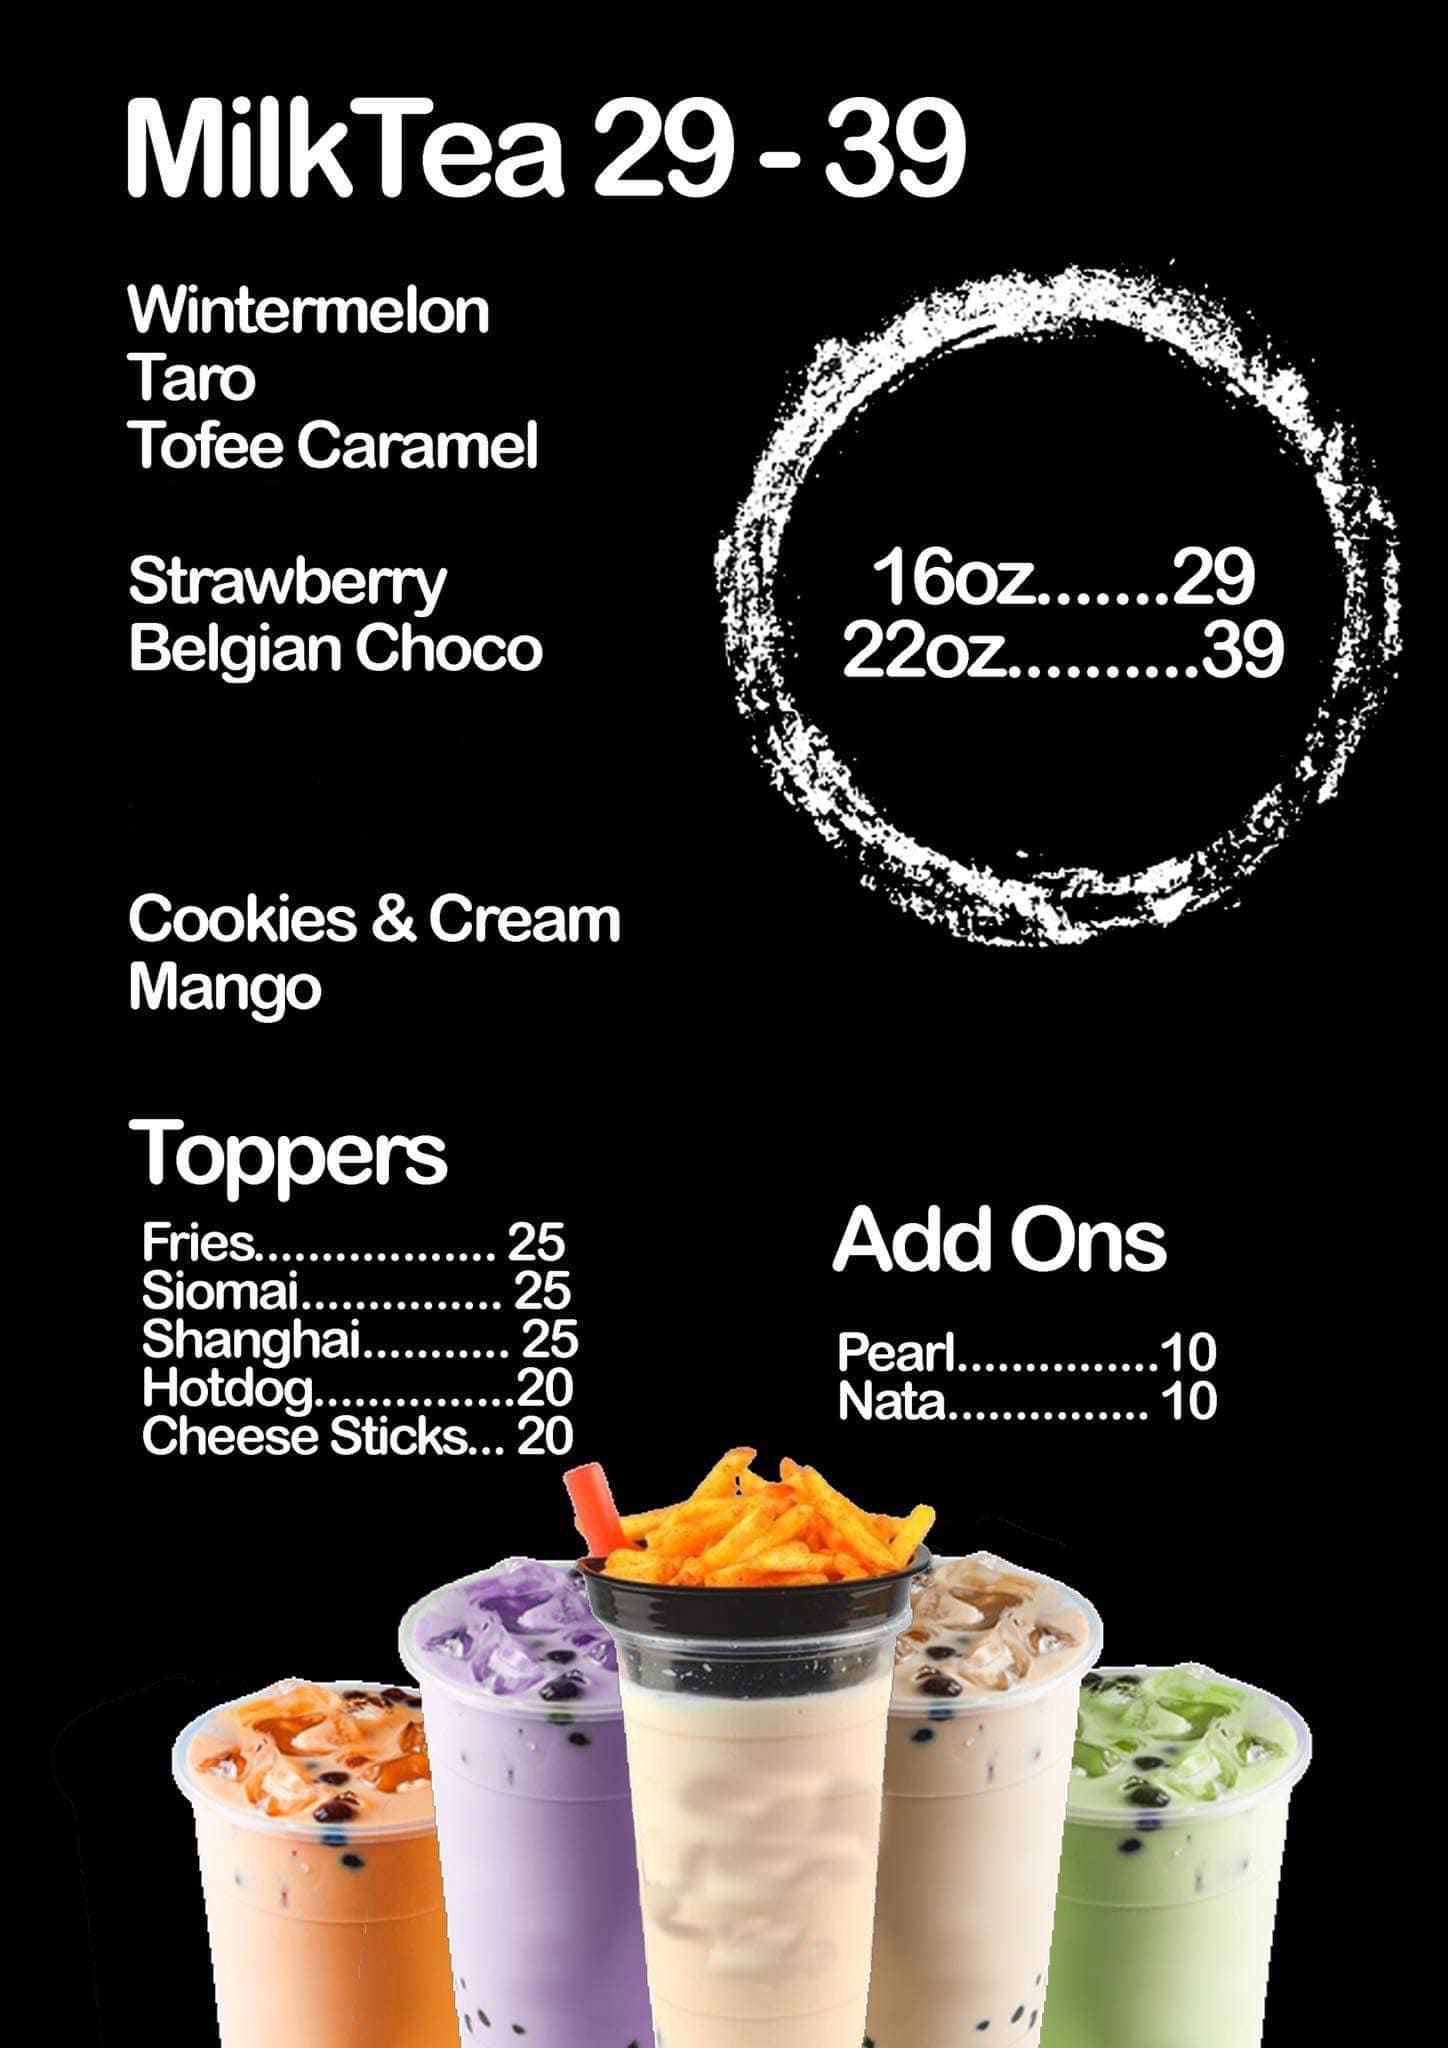 MilkTea 29 - 39
Wintermelon
Taro
Tofee Caramel
Strawberry
Belgian Choco
Cookies & Cream
Mango
16oz.......29
22oz..........39
Toppers
Fries.................. 25
Siomai............... 25
Shanghai........... 25
Hotdog...............20
Cheese Sticks... 20
Add Ons
Pearl...............10
Nata............... 10